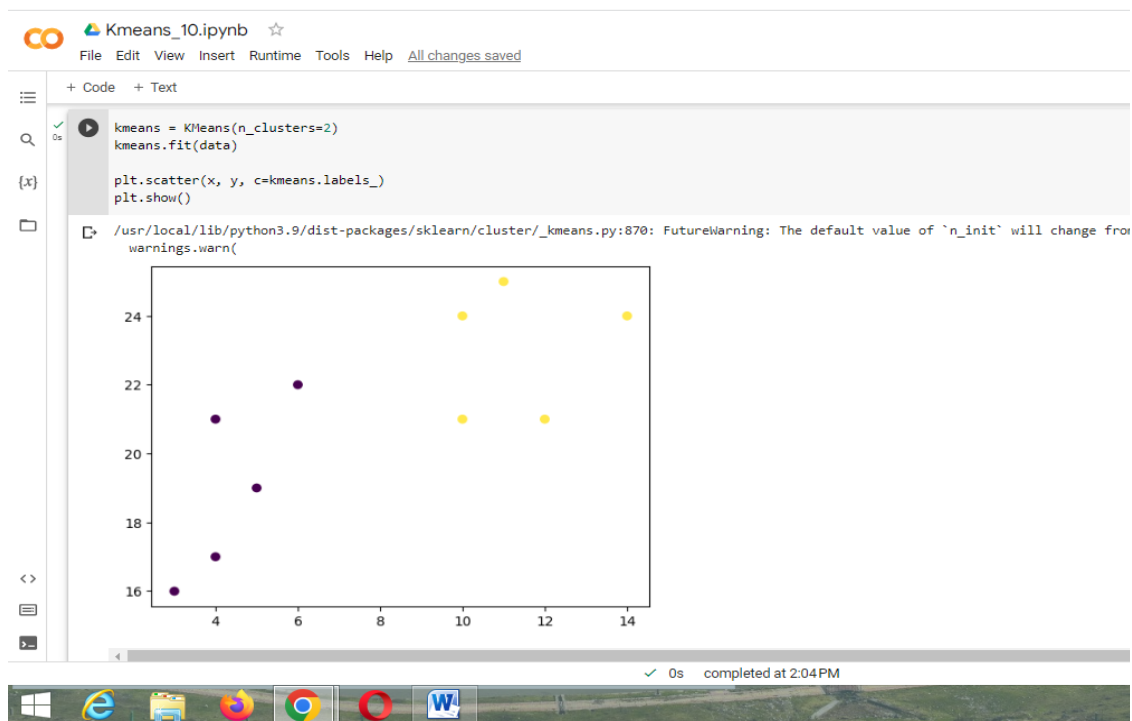 Kmeans_10.ipynb
File Edit View Insert Runtime Tools Help All changes saved
+ Code + Text
0s
kmeans = KMeans(n_clusters=2)
kmeans.fit(data)
{x}
plt.scatter(x, y, c=kmeans.labels_)
plt.show()
/usr/local/lib/python3.9/dist-packages/sklearn/cluster/_kmeans.py:870: FutureWarning: The default value of `n_init` will change from
warnings.warn(
24
22
20
18
16
4 6 8 10 12 14
0s completed at 2:04 PM